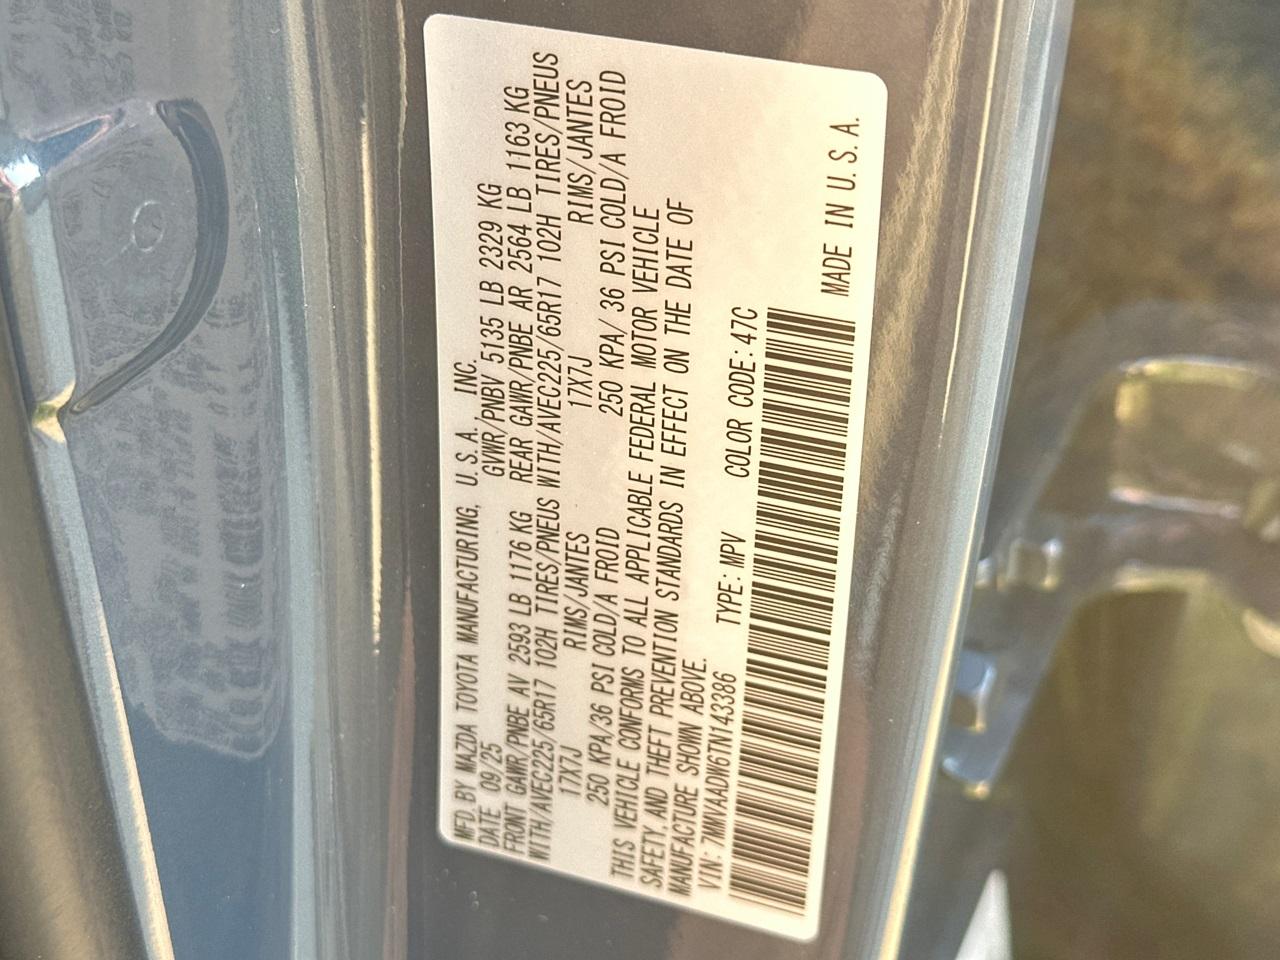 MFD. BY MAZDA TOYOTA MANUFACTURING, U.S.A., INC.
DATE 09/25 GVWR/PNBV 5135 LB 2329 KG
FRONT GAWR/PNBE AV 2593 LB 1176 KG REAR GAWR/PNBE AR 2564 LB 1163 KG
WITH/AVEC225/65R17 102H TIRES/PNEUS WITH/AVEC225/65R17 102H TIRES/PNEUS
17X7J RIMS/JANTES 17X7J RIMS/JANTES
250 KPA/36 PSI COLD/A FROID 250 KPA/ 36 PSI COLD/A FROID
THIS VEHICLE CONFORMS TO ALL APPLICABLE FEDERAL MOTOR VEHICLE
SAFETY, AND THEFT PREVENTION STANDARDS IN EFFECT ON THE DATE OF
MANUFACTURE SHOWN ABOVE.
VIN: 7MMVAADW6TN143386 TYPE: MPV COLOR CODE: 47C
MADE IN U.S.A.